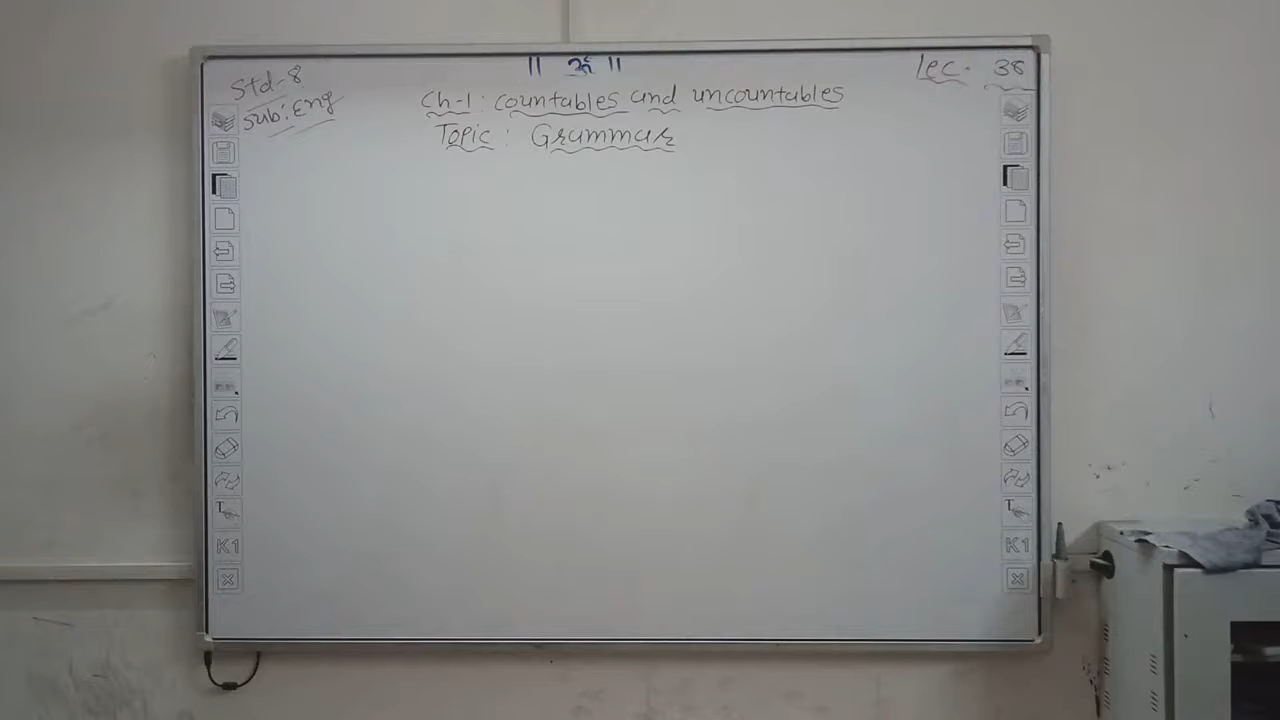 || ૐ ||
Std-8
Sub: Eng
Lec. 38
Ch-1: Countables and uncountables
Topic: Grammar
T
K1
T
K1